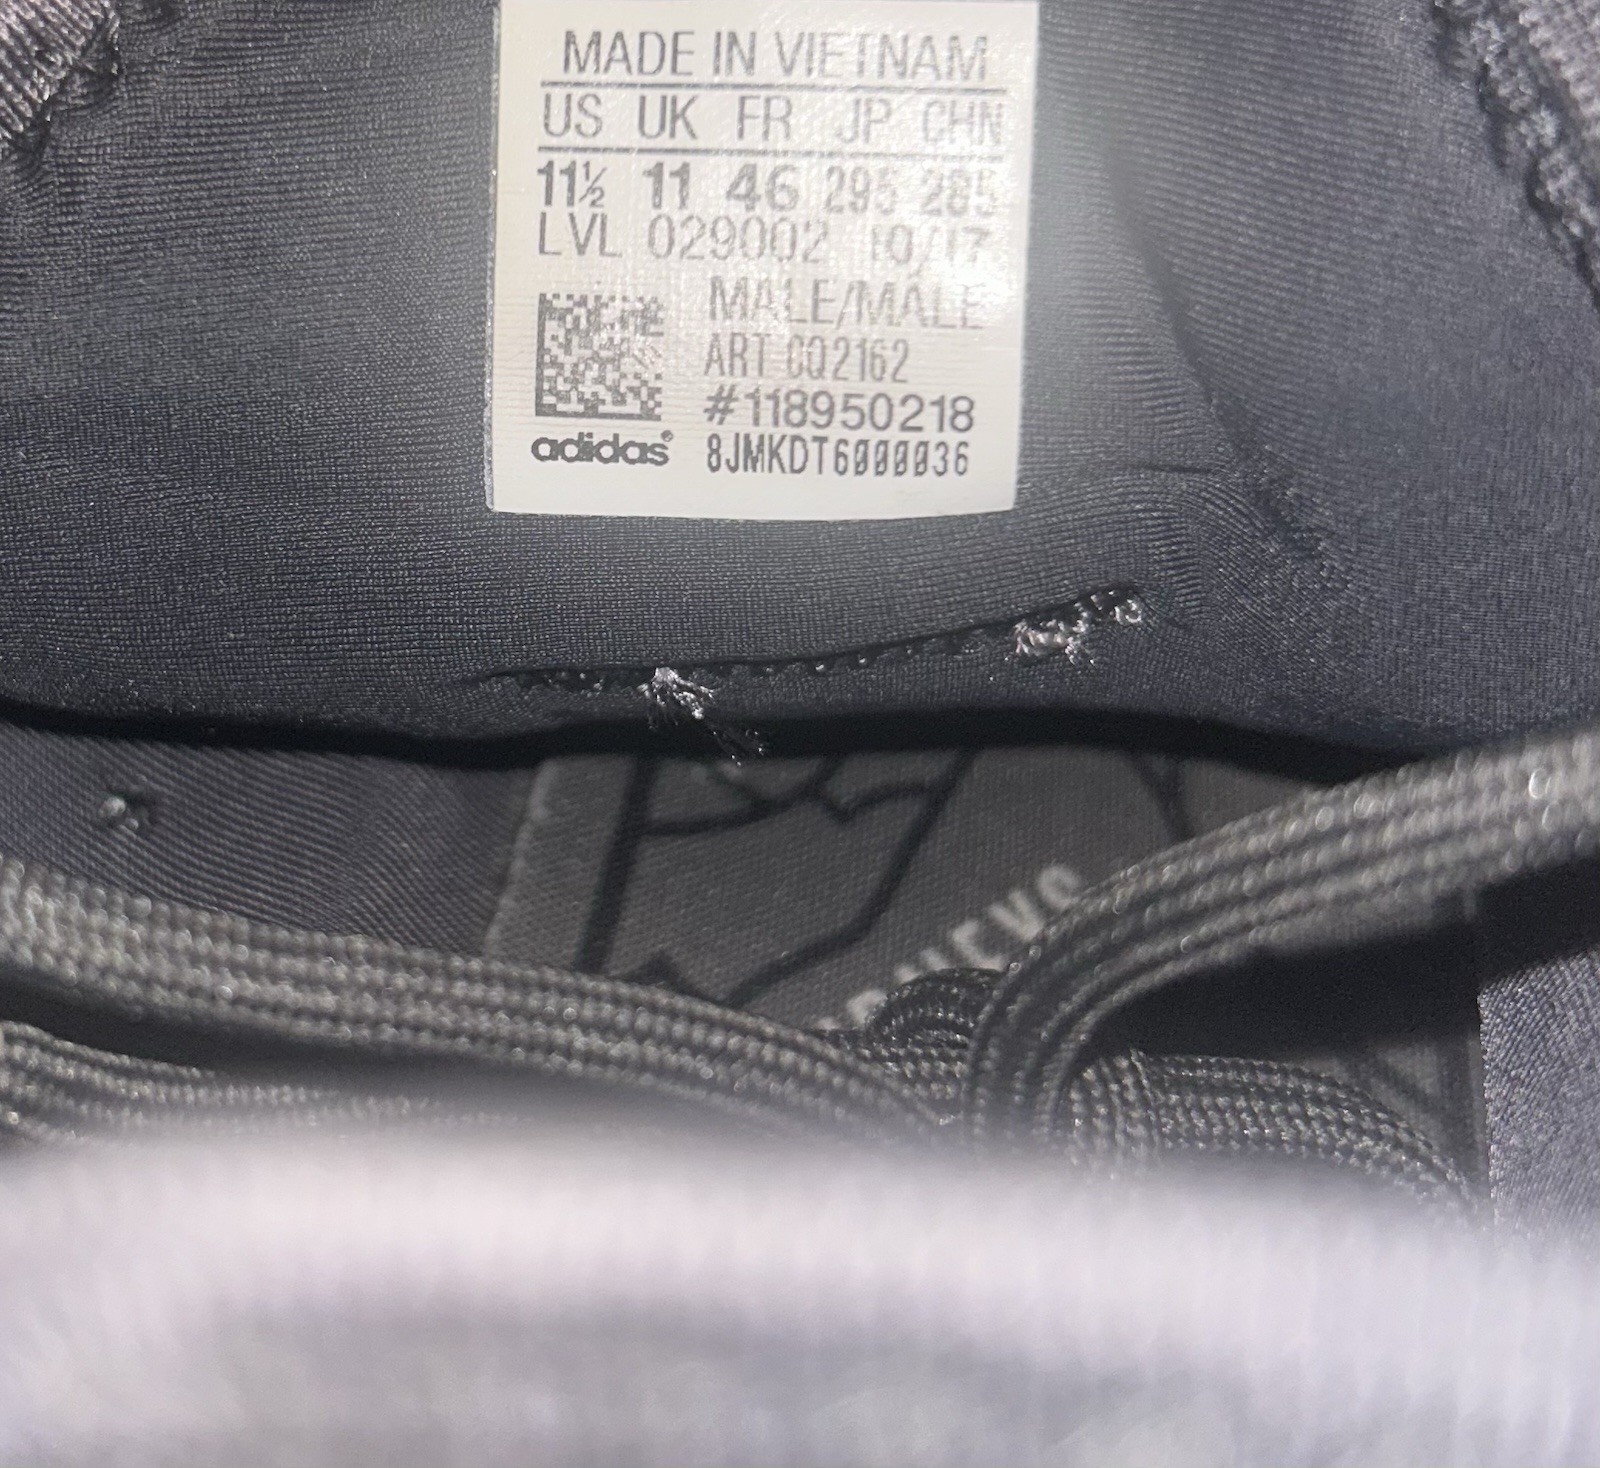 MADE IN VIETNAM
US UK FR JP CHN
11½ 11 46 295 285
LVL 029002 10/17
MALE/MALE
ART CQ2162
#118950218
adidas® 8JMKDT6000036